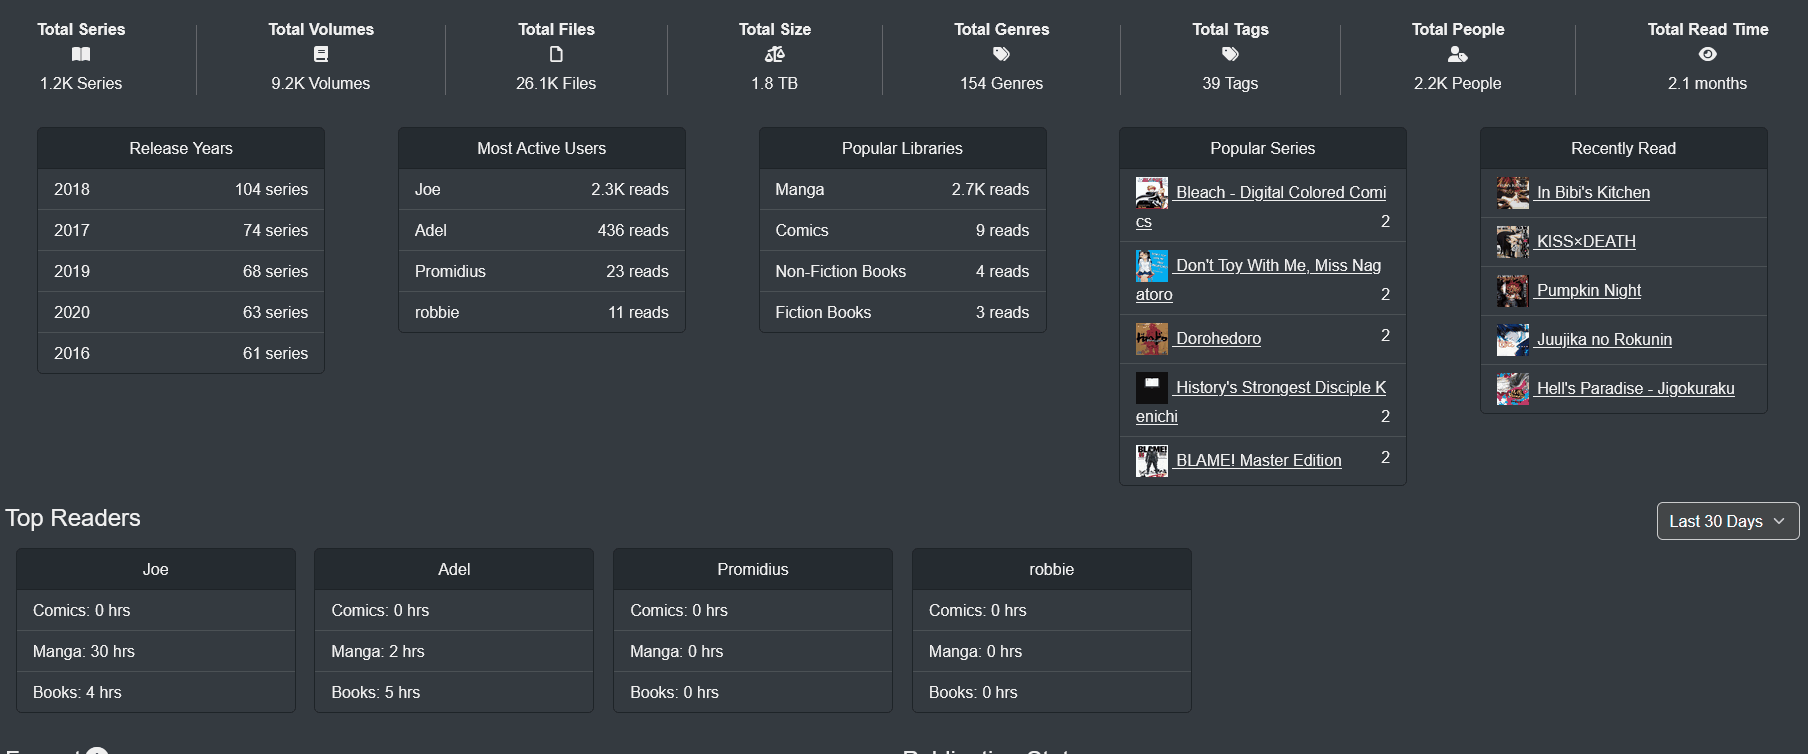 Total Series
1.2K Series
Total Volumes
9.2K Volumes
Total Files
26.1K Files
Total Size
1.8 TB
Total Genres
154 Genres
Total Tags
39 Tags
Total People
2.2K People
Total Read Time
2.1 months
Release Years
2018 104 series
2017 74 series
2019 68 series
2020 63 series
2016 61 series
Most Active Users
Joe 2.3K reads
Adel 436 reads
Promidius 23 reads
robbie 11 reads
Popular Libraries
Manga 2.7K reads
Comics 9 reads
Non-Fiction Books 4 reads
Fiction Books 3 reads
Popular Series
Bleach - Digital Colored Comi
cs 2
Don't Toy With Me, Miss Nag
atoro 2
Dorohedoro 2
History's Strongest Disciple K
enichi 2
BLAME! Master Edition 2
Recently Read
In Bibi's Kitchen
KISS×DEATH
Pumpkin Night
Juujika no Rokunin
Hell's Paradise - Jigokuraku
Top Readers
Last 30 Days
Joe
Comics: 0 hrs
Manga: 30 hrs
Books: 4 hrs
Adel
Comics: 0 hrs
Manga: 2 hrs
Books: 5 hrs
Promidius
Comics: 0 hrs
Manga: 0 hrs
Books: 0 hrs
robbie
Comics: 0 hrs
Manga: 0 hrs
Books: 0 hrs